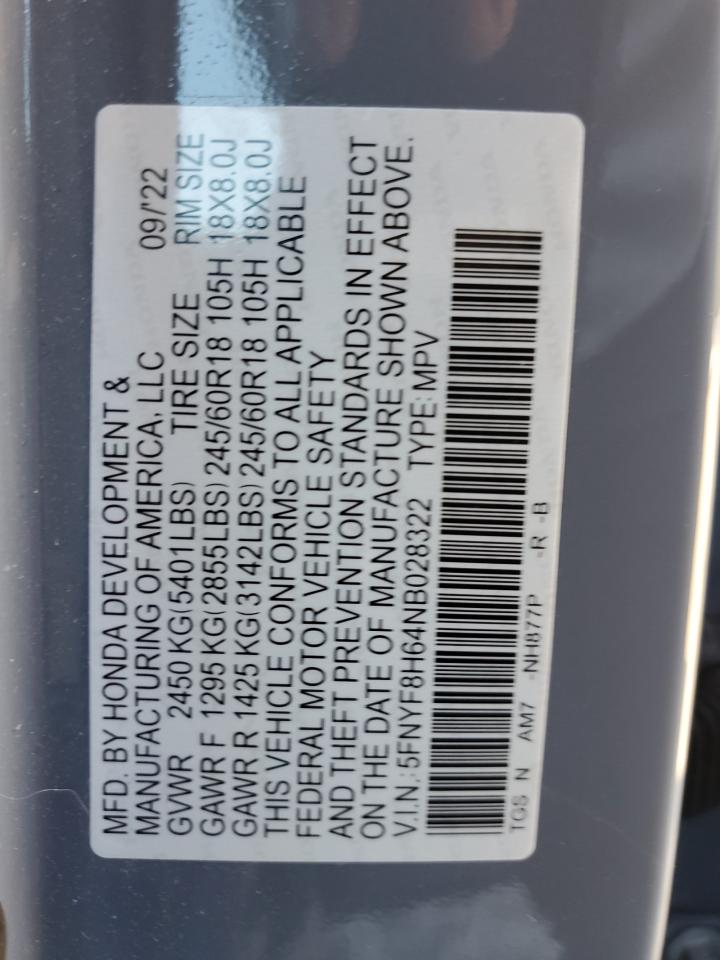 MFD. BY HONDA DEVELOPMENT &
MANUFACTURING OF AMERICA, LLC 09/'22
GVWR 2450 KG(5401LBS) TIRE SIZE RIM SIZE
GAWR F 1295 KG(2855LBS) 245/60R18 105H 18X8.0J
GAWR R 1425 KG(3142LBS) 245/60R18 105H 18X8.0J
THIS VEHICLE CONFORMS TO ALL APPLICABLE
FEDERAL MOTOR VEHICLE SAFETY
AND THEFT PREVENTION STANDARDS IN EFFECT
ON THE DATE OF MANUFACTURE SHOWN ABOVE.
V.I.N.: 5FNYF8H64NB028322 TYPE: MPV
TGS N AM7 -NH877P -R -B